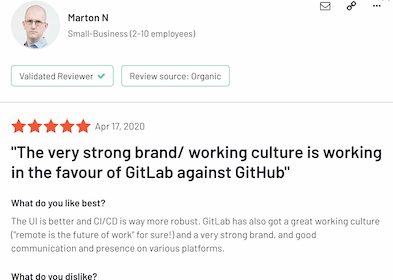 Marton N
Small-Business (2-10 employees)
Validated Reviewer
Review source: Organic
Apr 17, 2020
"The very strong brand/ working culture is working
in the favour of GitLab against GitHub"
What do you like best?
The UI is better and CI/CD is way more robust. GitLab has also got a great working culture
("remote is the future of work" for sure!) and a very strong brand, and good
communication and presence on various platforms.
What do you dislike?